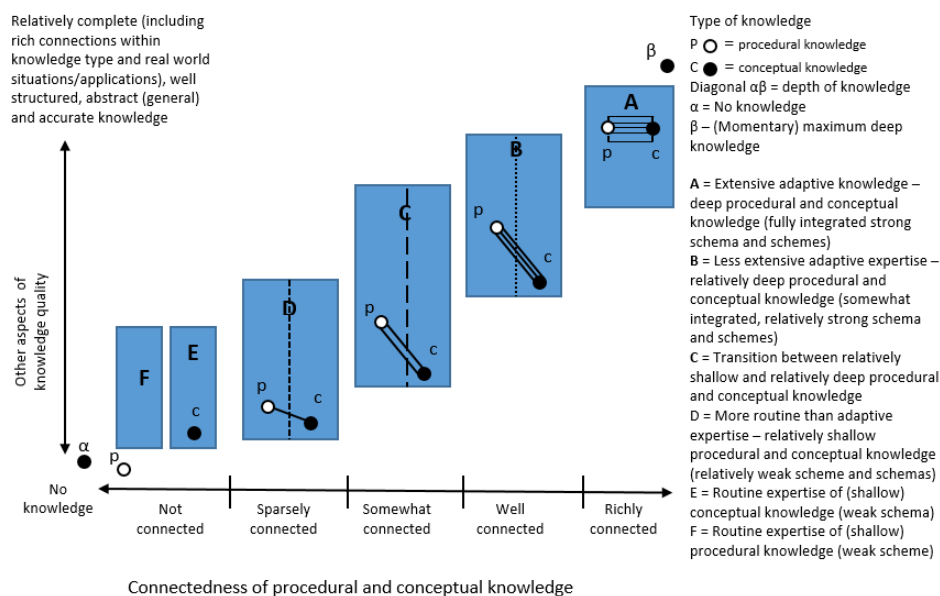 Relatively complete (including
rich connections within
knowledge type and real world
situations/applications), well
structured, abstract (general)
and accurate knowledge
Other aspects of
knowledge quality
α
No
knowledge
p
F
E
c
D
p
c
C
p
c
B
p
c
A
p
c
β
Not
connected
Sparsely
connected
Somewhat
connected
Well
connected
Richly
connected
Connectedness of procedural and conceptual knowledge
Type of knowledge
P = procedural knowledge
C = conceptual knowledge
Diagonal αβ = depth of knowledge
α = No knowledge
β – (Momentary) maximum deep
knowledge
A = Extensive adaptive knowledge –
deep procedural and conceptual
knowledge (fully integrated strong
schema and schemes)
B = Less extensive adaptive expertise –
relatively deep procedural and
conceptual knowledge (somewhat
integrated, relatively strong schema
and schemes)
C = Transition between relatively
shallow and relatively deep procedural
and conceptual knowledge
D = More routine than adaptive
expertise – relatively shallow
procedural and conceptual knowledge
(relatively weak scheme and schemas)
E = Routine expertise of (shallow)
conceptual knowledge (weak schema)
F = Routine expertise of (shallow)
procedural knowledge (weak scheme)